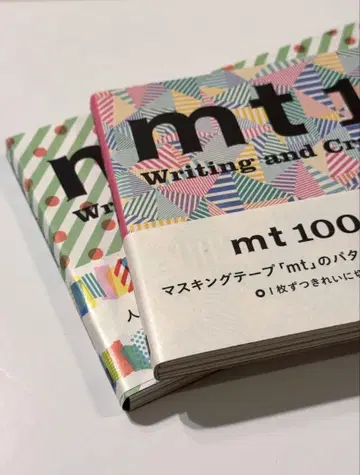 mt 1
Writing and Cr
mt 100
マスキングテープ「mt」のパタ
1枚ずつきれいに切
Wr
人